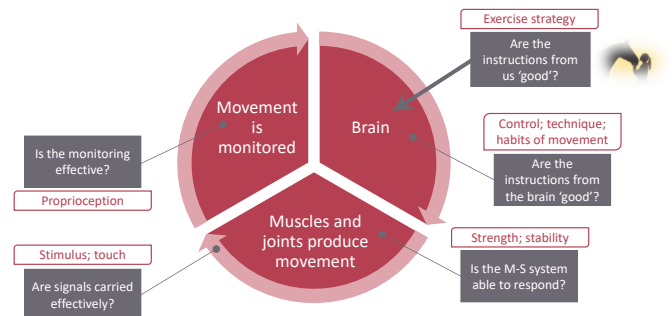 Exercise strategy
Are the
instructions from
us ‘good’?
Movement
is
monitored
Brain
Control; technique;
habits of movement
Are the
instructions from
the brain ‘good’?
Is the monitoring
effective?
Proprioception
Muscles and
joints produce
movement
Stimulus; touch
Are signals carried
effectively?
Strength; stability
Is the M-S system
able to respond?